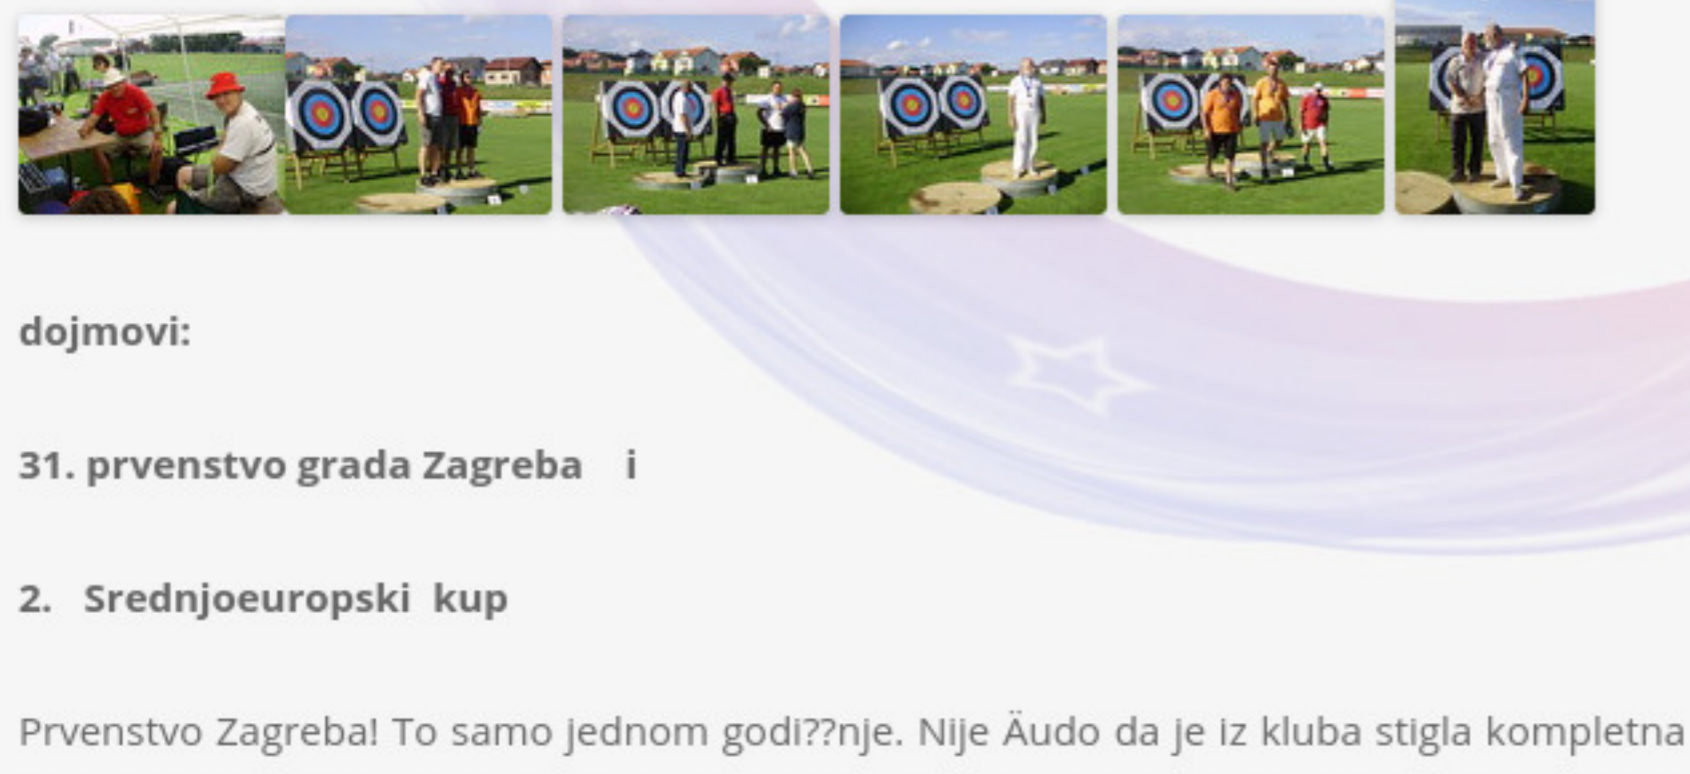 dojmovi:
31. prvenstvo grada Zagreba i
2. Srednjoeuropski kup
Prvenstvo Zagreba! To samo jednom godi??nje. Nije Äudo da je iz kluba stigla kompletna